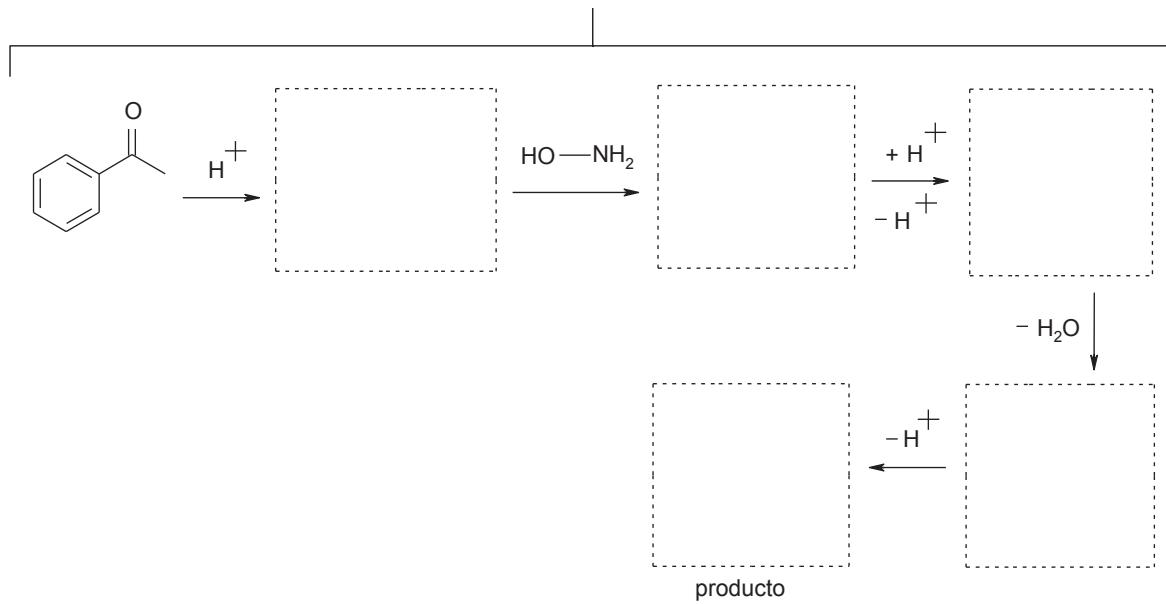 O
H+
HO—NH2
+ H+
− H+
− H2O
− H+
producto